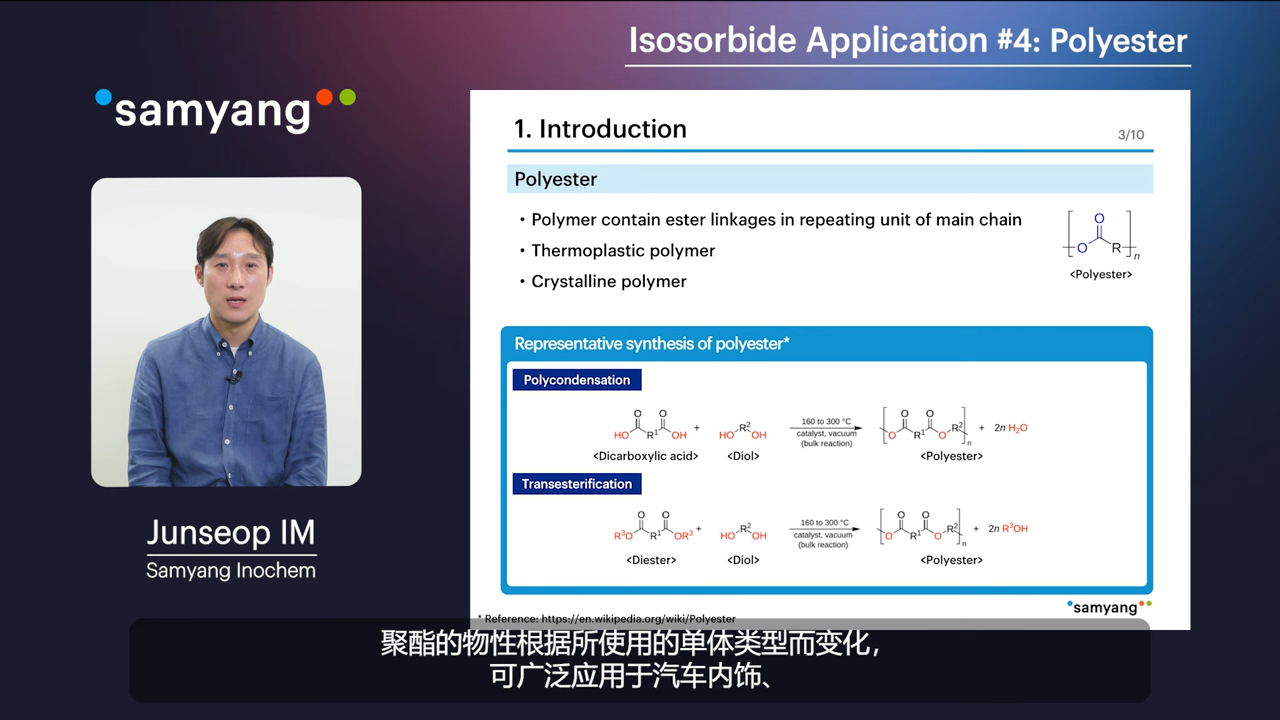 Isosorbide Application #4: Polyester
samyang
1. Introduction
3/10
Polyester
• Polymer contain ester linkages in repeating unit of main chain
• Thermoplastic polymer
• Crystalline polymer
O
O
R
n
<Polyester>
Representative synthesis of polyester*
Polycondensation
O O O O
HO R1 OH + HO R2 OH 160 to 300 °C O R1 O R2 n + 2n H2O
catalyst, vacuum
(bulk reaction)
<Dicarboxylic acid> <Diol> <Polyester>
Transesterification
O O O O
R3O R1 OR3 + HO R2 OH 160 to 300 °C O R1 O R2 n + 2n R3OH
catalyst, vacuum
(bulk reaction)
<Diester> <Diol> <Polyester>
samyang
* Reference: https://en.wikipedia.org/wiki/Polyester
Junseop IM
Samyang Inochem
聚酯的物性根据所使用的单体类型而变化，
可广泛应用于汽车内饰、